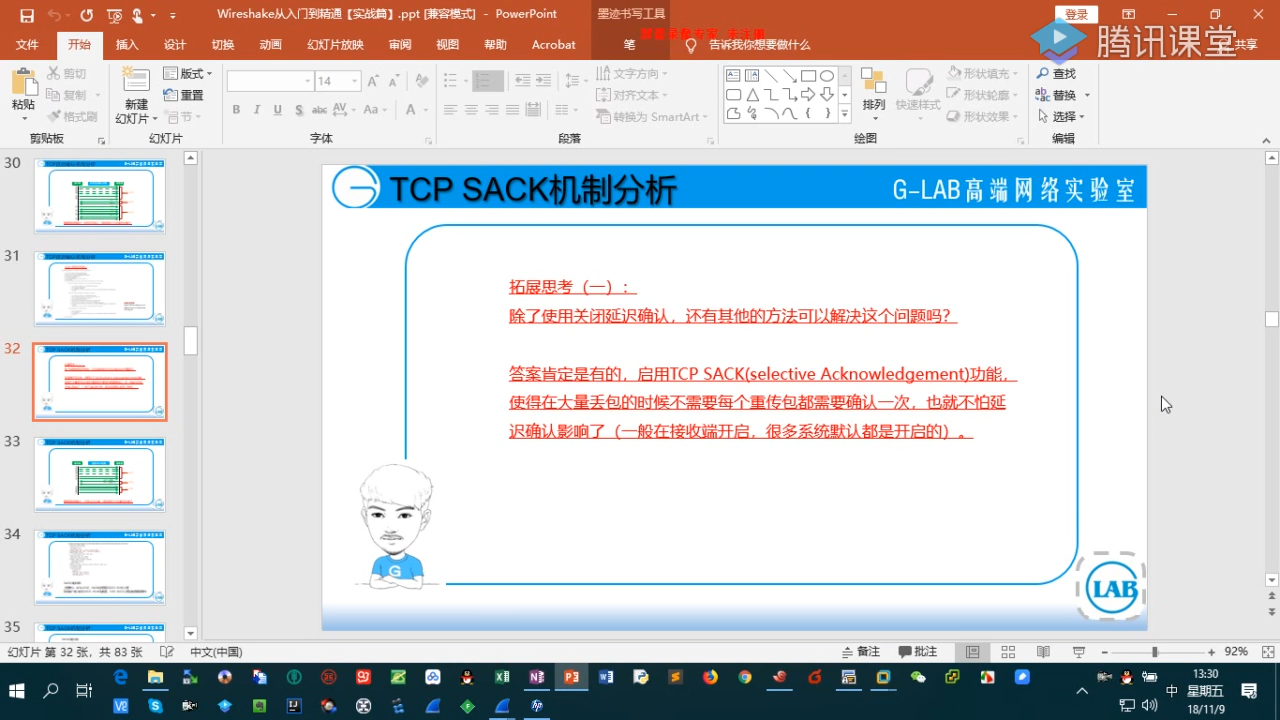 Wireshake从入门到精通【实战篇】.ppt [兼容模式] - PowerPoint
墨迹书写工具
登录
文件
开始
插入
设计
切换
动画
幻灯片放映
审阅
视图
帮助
Acrobat
笔
告诉我你想要做什么
共享
腾讯课堂
粘贴
剪切
复制
格式刷
剪贴板
新建
幻灯片
版式
重置
节
幻灯片
14
字体
文字方向
对齐文本
转换为 SmartArt
段落
排列
快速样式
形状填充
形状轮廓
形状效果
绘图
查找
替换
选择
编辑
30
31
32
33
34
35
TCP SACK机制分析
G-LAB高端网络实验室
拓展思考（一）：
除了使用关闭延迟确认，还有其他的方法可以解决这个问题吗？
答案肯定是有的，启用TCP SACK(selective Acknowledgement)功能，
使得在大量丢包的时候不需要每个重传包都需要确认一次，也就不怕延
迟确认影响了（一般在接收端开启，很多系统默认都是开启的）。
G
LAB
幻灯片 第 32 张，共 83 张
中文(中国)
备注
批注
92%
中
13:30
星期五
18/11/9